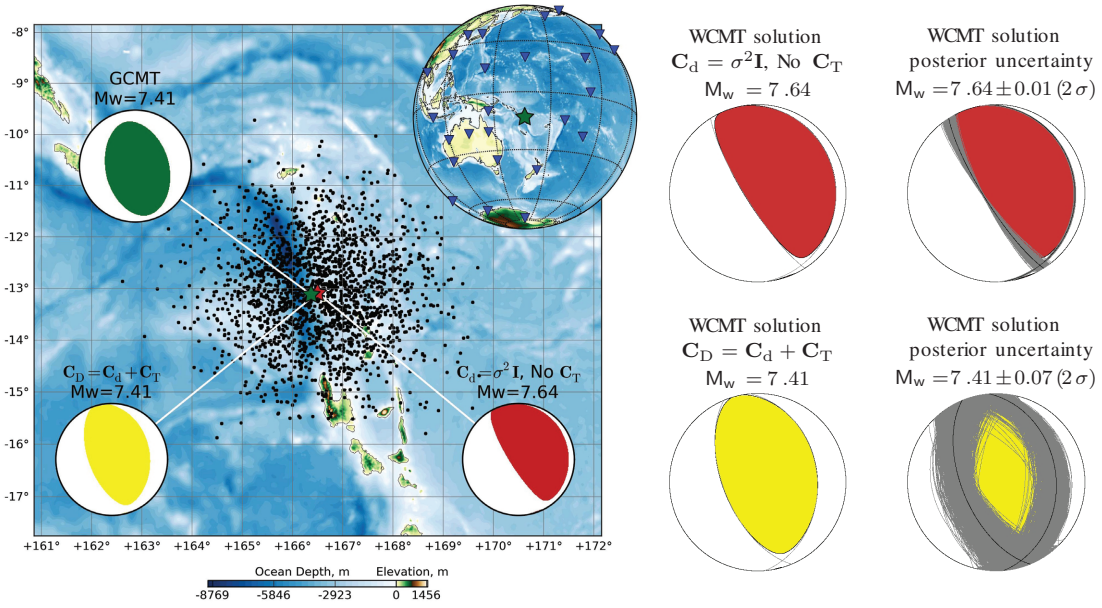 -8°
-9°
-10°
-11°
-12°
-13°
-14°
-15°
-16°
-17°
GCMT
Mw=7.41
C_D=C_d+C_T
Mw=7.41
C_d=σ²I, No C_T
Mw=7.64
+161° +162° +163° +164° +165° +166° +167° +168° +169° +170° +171° +172°
Ocean Depth, m Elevation, m
-8769 -5846 -2923 0 1456
WCMT solution
C_d = σ²I, No C_T
M_w = 7.64
WCMT solution
posterior uncertainty
M_w = 7.64±0.01 (2σ)
WCMT solution
C_D = C_d + C_T
M_w = 7.41
WCMT solution
posterior uncertainty
M_w = 7.41±0.07 (2σ)